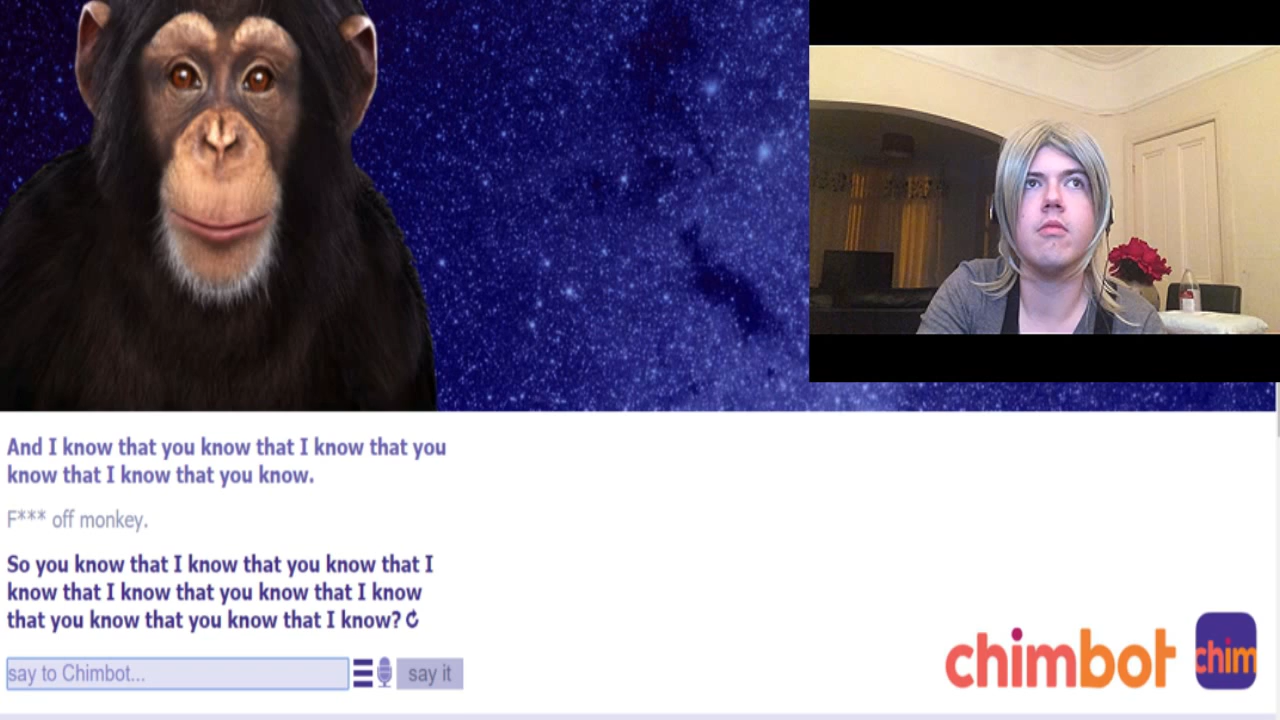 And I know that you know that I know that you
know that I know that you know.
F*** off monkey.
So you know that I know that you know that I
know that I know that you know that I know
that you know that you know that I know?
say to Chimbot...
say it
chimbot
chim